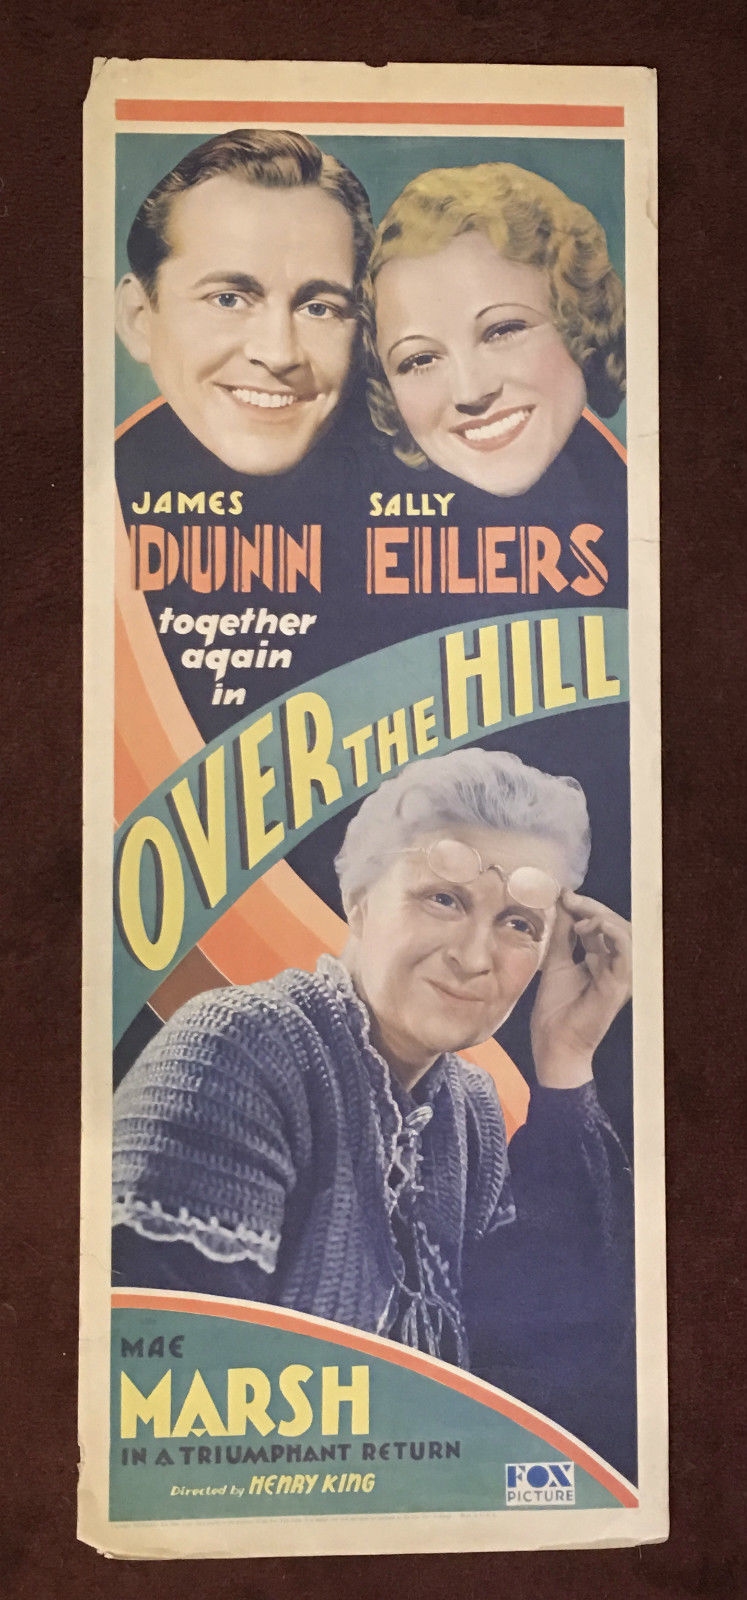 JAMES SALLY
DUNN EILERS
together
again
in
OVER THE HILL
MAE
MARSH
IN A TRIUMPHANT RETURN
Directed by HENRY KING
FOX
PICTURE